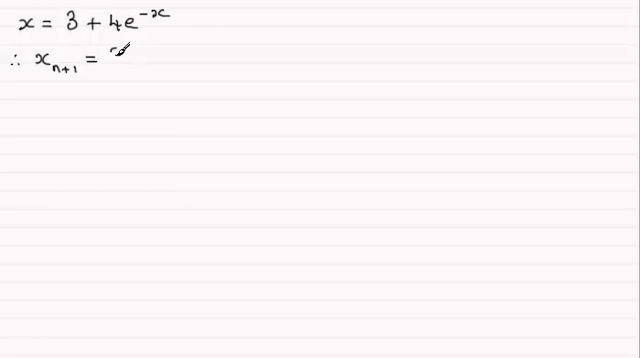 x = 3 + 4e^{-x}
∴ x_{n+1} =